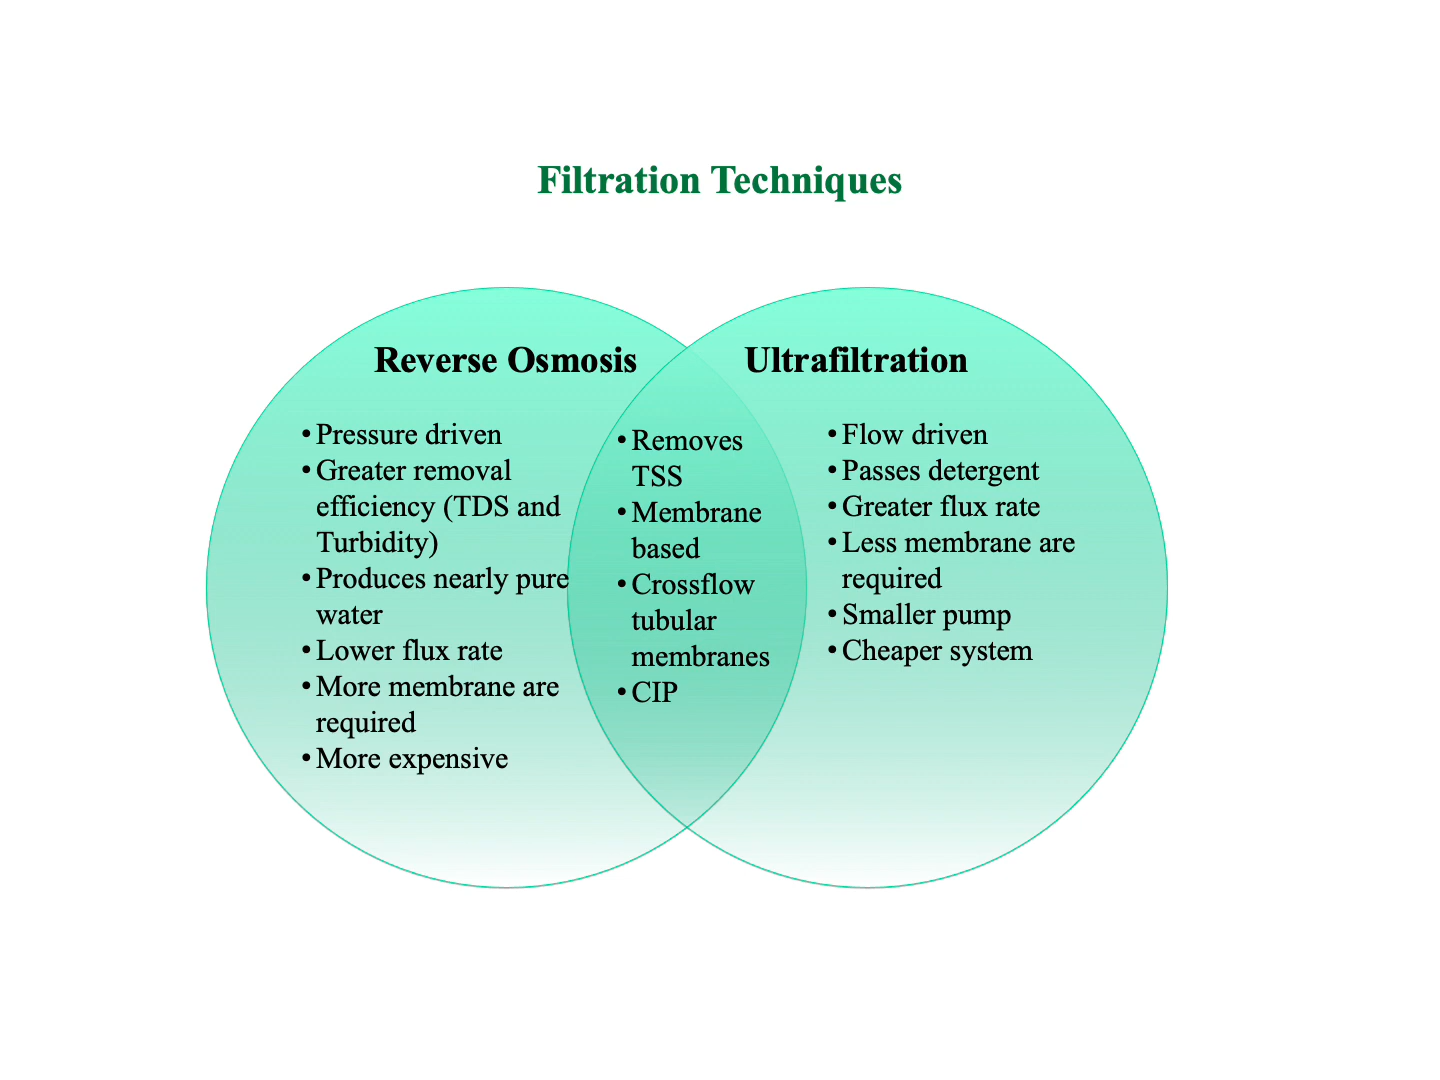 Filtration Techniques
Reverse Osmosis
• Pressure driven
• Greater removal
efficiency (TDS and
Turbidity)
• Produces nearly pure
water
• Lower flux rate
• More membrane are
required
• More expensive
• Removes
TSS
• Membrane
based
• Crossflow
tubular
membranes
• CIP
Ultrafiltration
• Flow driven
• Passes detergent
• Greater flux rate
• Less membrane are
required
• Smaller pump
• Cheaper system